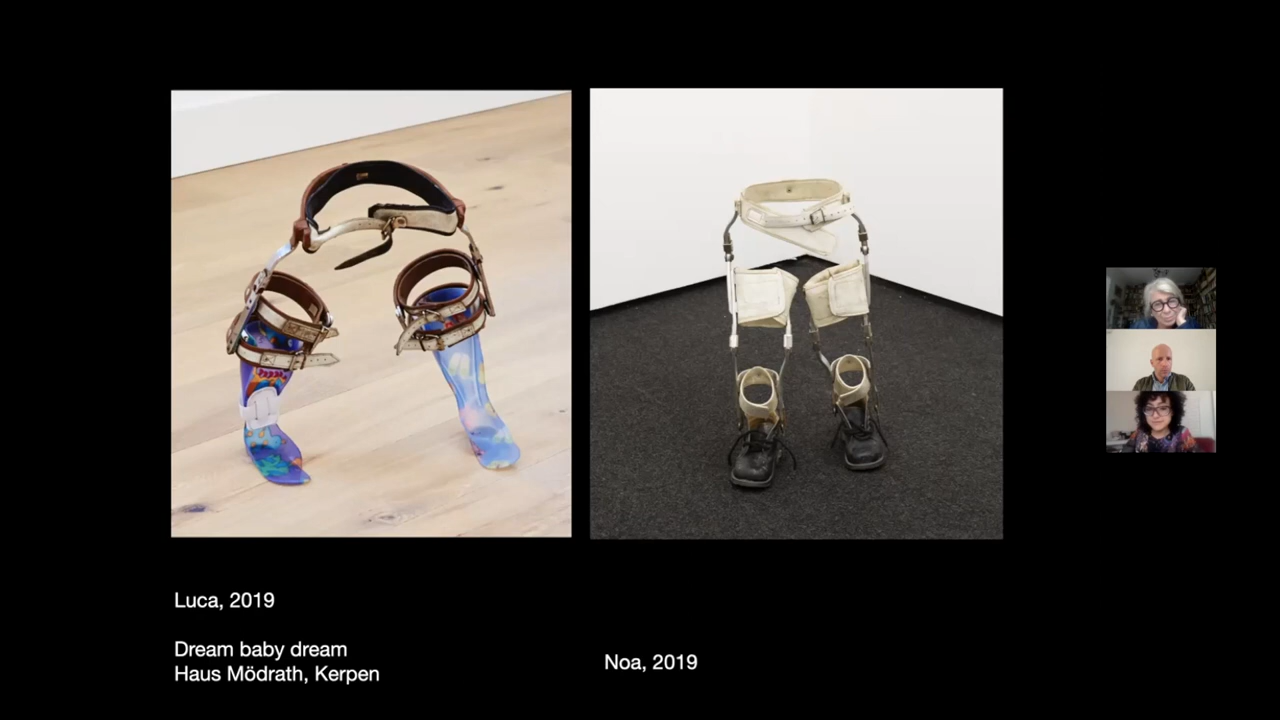 Luca, 2019
Dream baby dream
Haus Mödrath, Kerpen
Noa, 2019